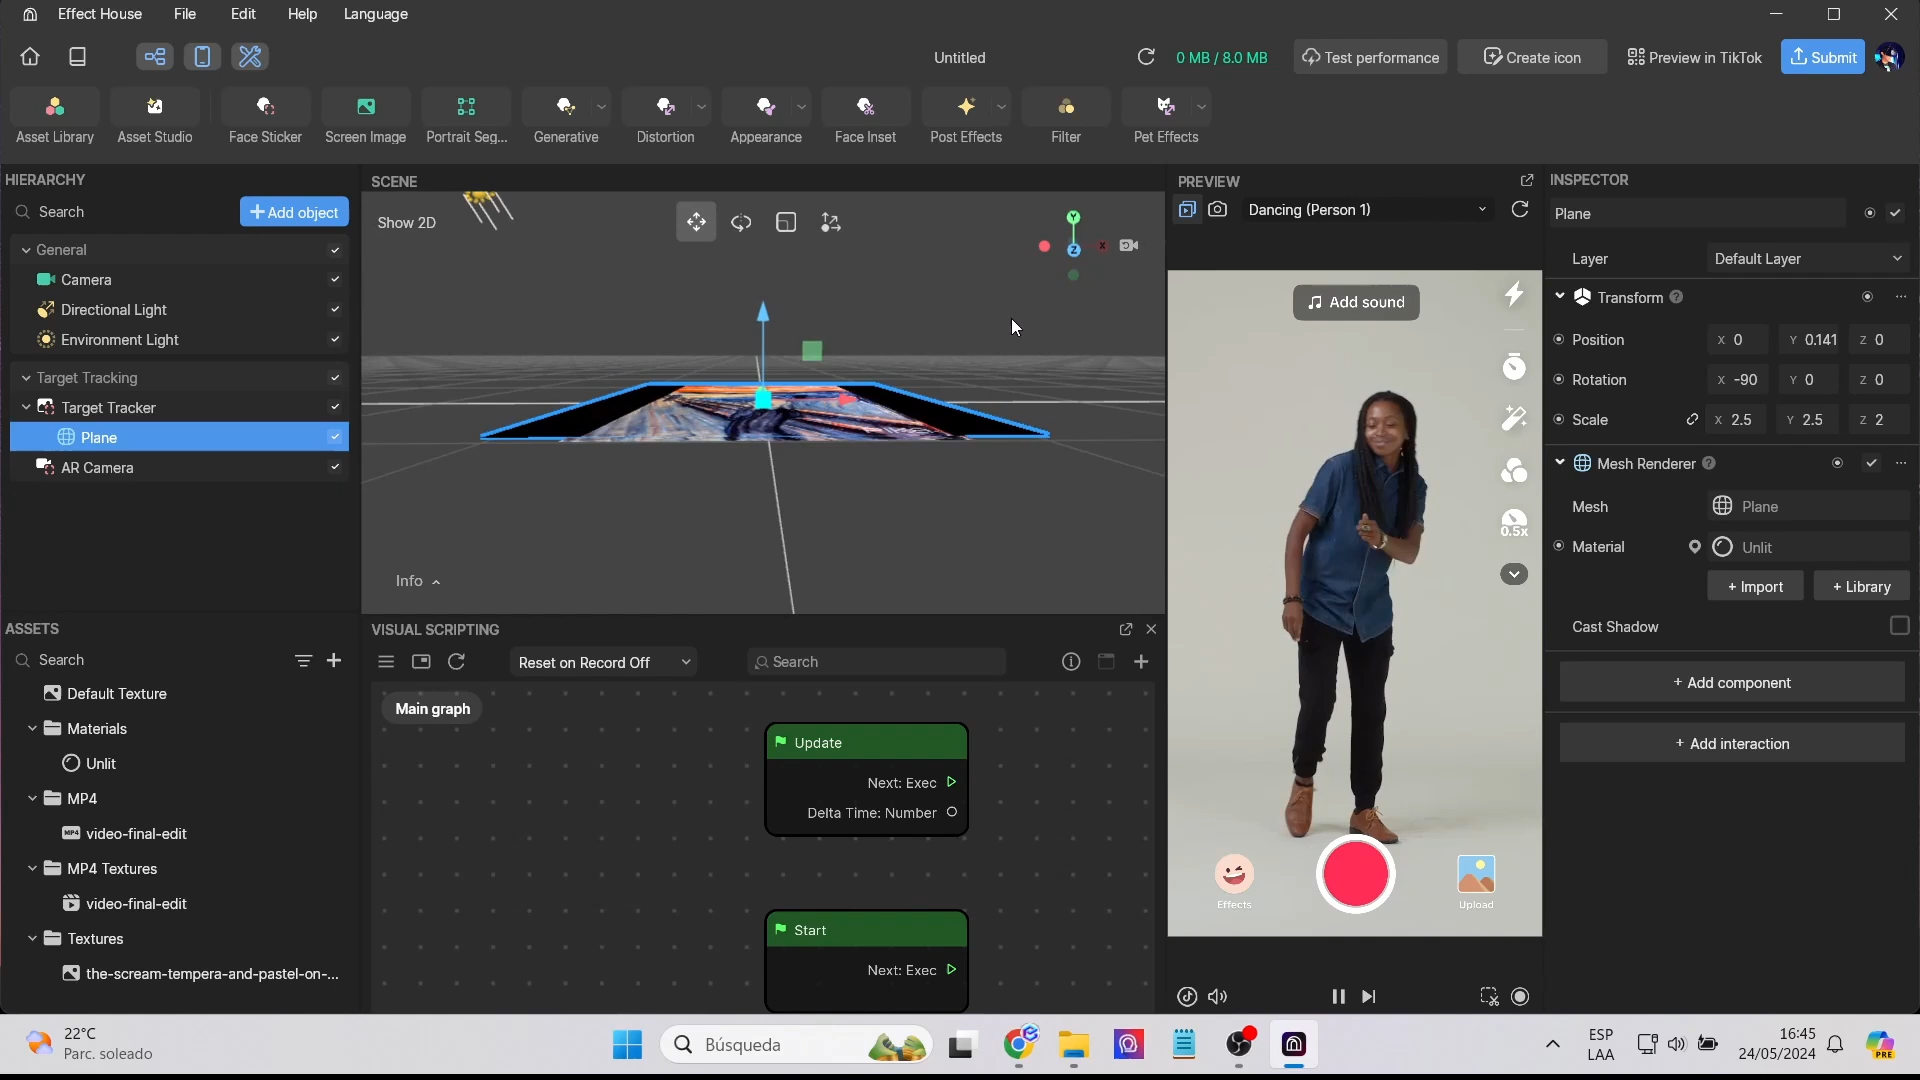 Effect House File Edit Help Language
Untitled 0 MB / 8.0 MB Test performance Create icon Preview in TikTok Submit
Asset Library Asset Studio Face Sticker Screen Image Portrait Seg... Generative Distortion Appearance Face Inset Post Effects Filter Pet Effects
HIERARCHY
Search
Add object
General
Camera
Directional Light
Environment Light
Target Tracking
Target Tracker
Plane
AR Camera
ASSETS
Search
Default Texture
Materials
Unlit
MP4
MP4 video-final-edit
MP4 Textures
video-final-edit
Textures
the-scream-tempera-and-pastel-on-...
SCENE
Show 2D
Y
Z
X
Info
VISUAL SCRIPTING
Reset on Record Off Search
Main graph
Update
Next: Exec
Delta Time: Number
Start
Next: Exec
PREVIEW
Dancing (Person 1)
Add sound
0.5x
Effects
Upload
INSPECTOR
Plane
Layer Default Layer
Transform
Position X 0 Y 0.141 Z 0
Rotation X -90 Y 0 Z 0
Scale X 2.5 Y 2.5 Z 2
Mesh Renderer
Mesh Plane
Material Unlit
+ Import + Library
Cast Shadow
+ Add component
+ Add interaction
22°C
Parc. soleado
Búsqueda
ESP
LAA
16:45
24/05/2024
PRE